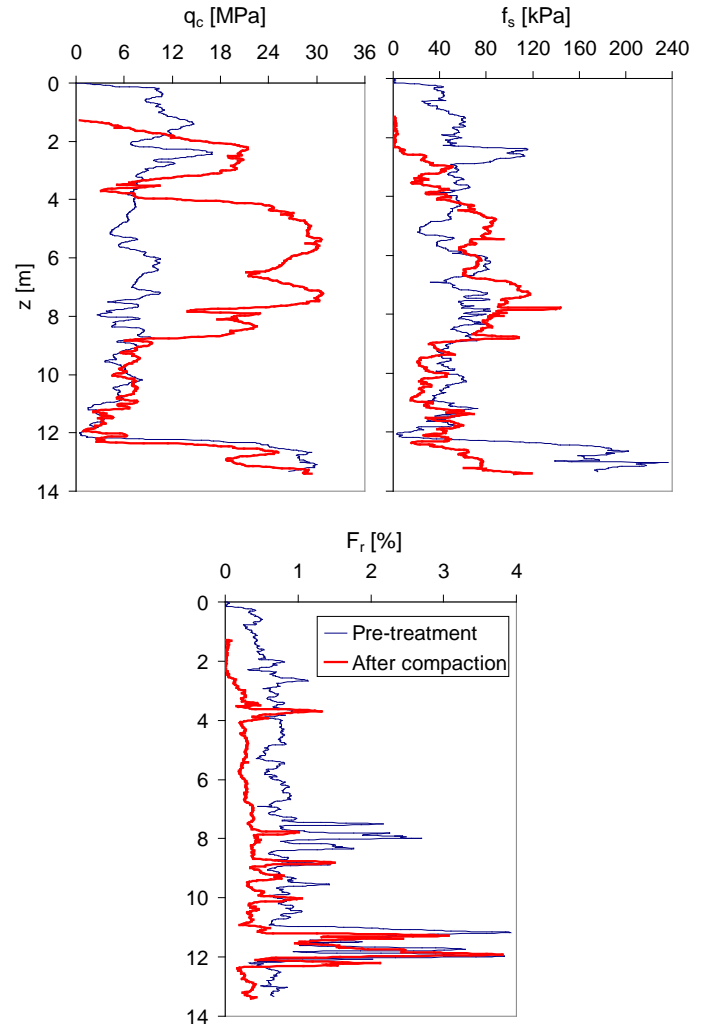 q_c [MPa]
0 6 12 18 24 30 36
z [m]
0
2
4
6
8
10
12
14
f_s [kPa]
0 40 80 120 160 200 240
F_r [%]
0 1 2 3 4
0
2
4
6
8
10
12
14
Pre-treatment
After compaction